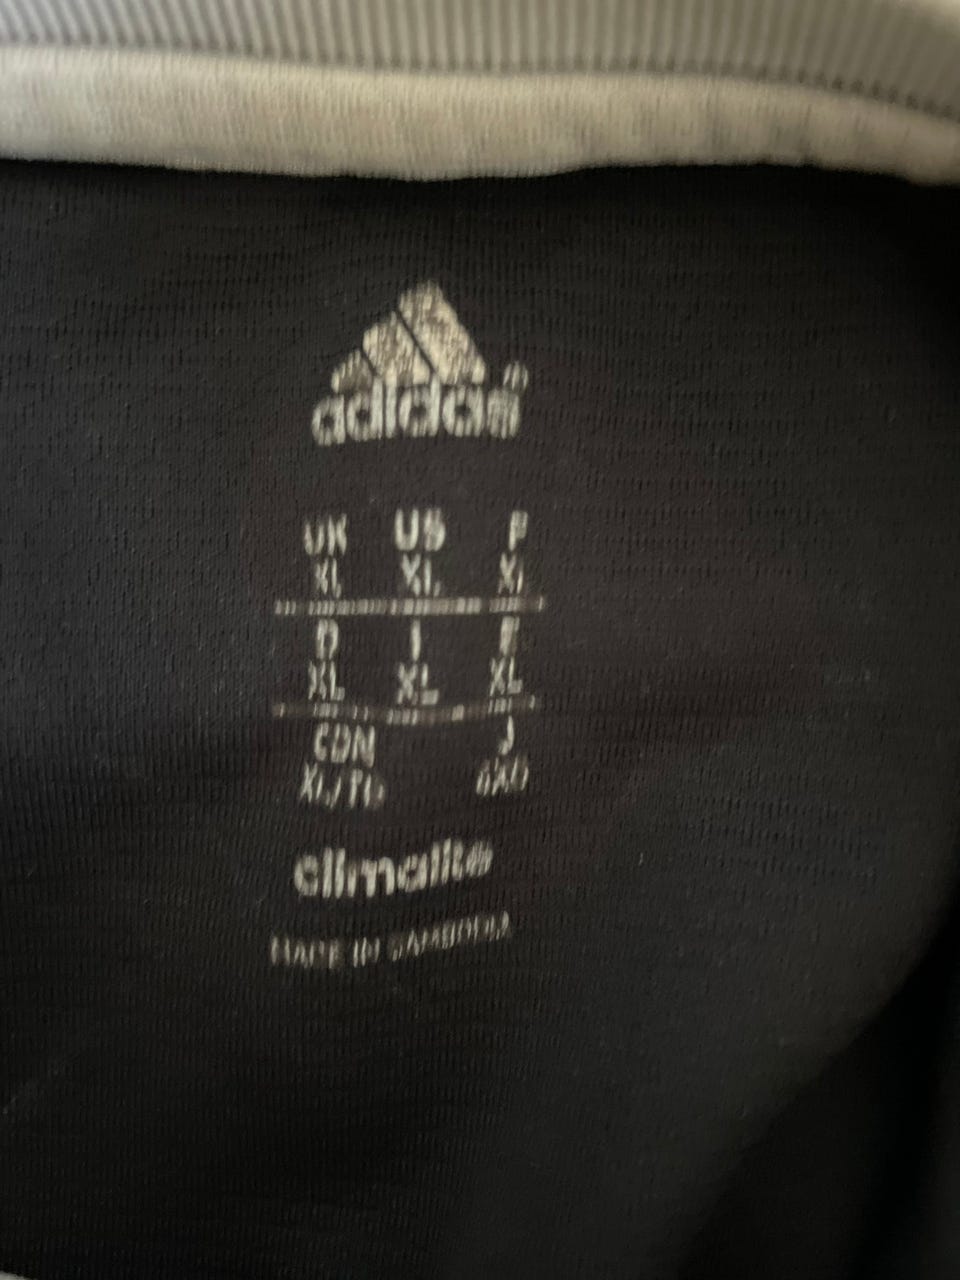 adidas
UK US F
XL XL XL
D I E
XL XL XL
CDN J
XL/TG
climalite
MADE IN CAMBODIA